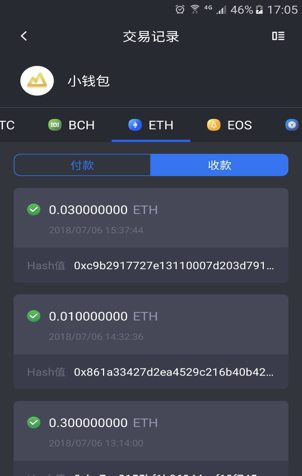 46% 17:05
交易记录
小钱包
TC BCH ETH EOS
付款 收款
0.030000000 ETH
2018/07/06 15:37:44
Hash值 0xc9b2917727e13110007d203d791...
0.010000000 ETH
2018/07/06 14:32:36
Hash值 0x861a33427d2ea4529c216b40b42...
0.300000000 ETH
2018/07/06 13:14:00